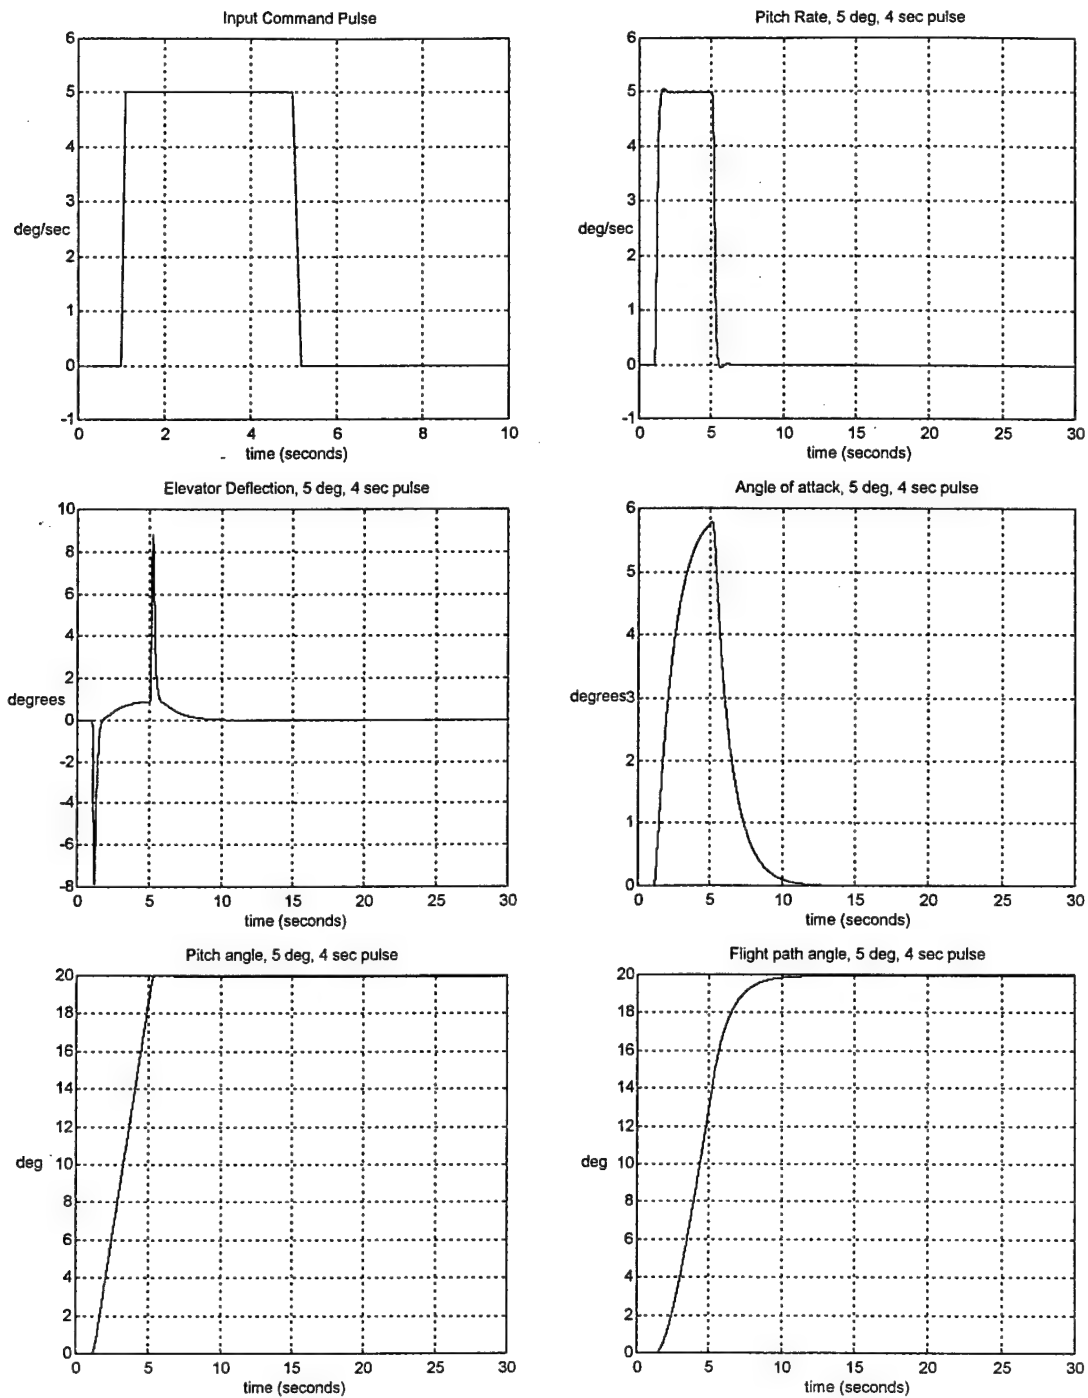 Input Command Pulse
6
5
4
3
deg/sec
2
1
0
-1
0 2 4 6 8 10
time (seconds)
Pitch Rate, 5 deg, 4 sec pulse
6
5
4
3
deg/sec
2
1
0
-1
0 5 10 15 20 25 30
time (seconds)
Elevator Deflection, 5 deg, 4 sec pulse
10
8
6
4
2
degrees
0
-2
-4
-6
-8
0 5 10 15 20 25 30
time (seconds)
Angle of attack, 5 deg, 4 sec pulse
6
5
4
degrees3
2
1
0
0 5 10 15 20 25 30
time (seconds)
Pitch angle, 5 deg, 4 sec pulse
20
18
16
14
12
deg 10
8
6
4
2
0
0 5 10 15 20 25 30
time (seconds)
Flight path angle, 5 deg, 4 sec pulse
20
18
16
14
12
deg 10
8
6
4
2
0
0 5 10 15 20 25 30
time (seconds)